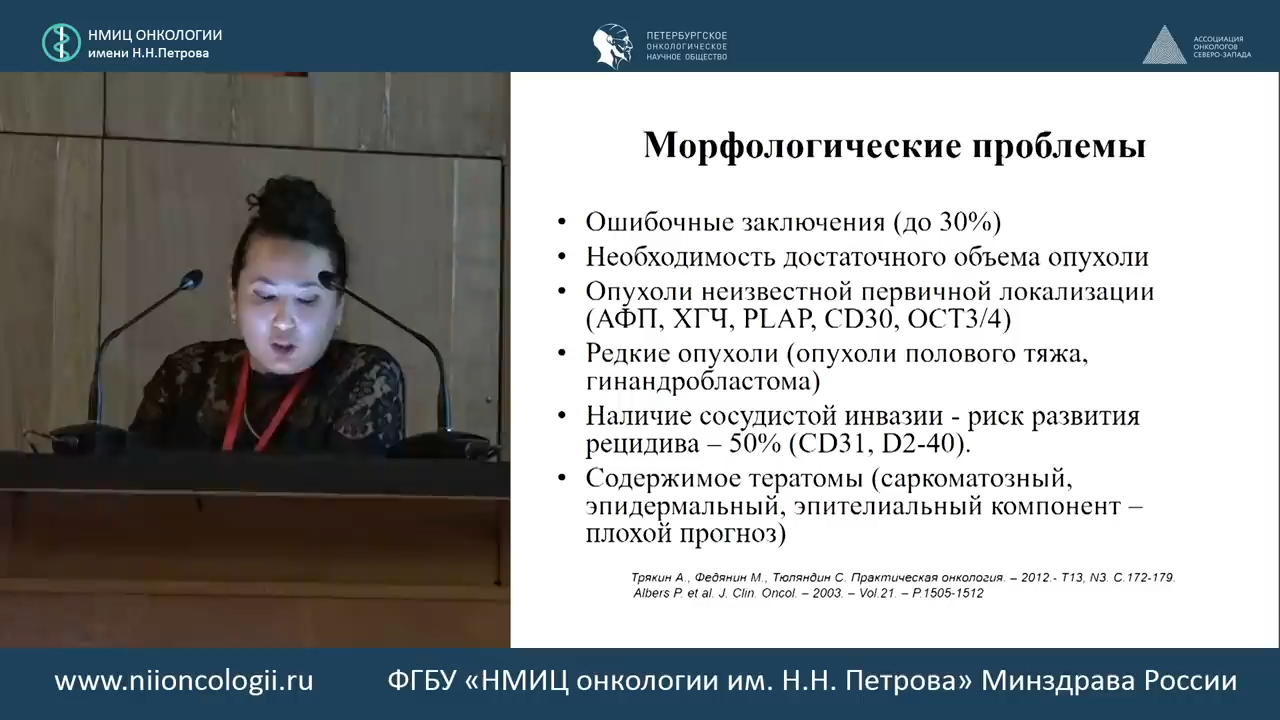 НМИЦ ОНКОЛОГИИ
имени Н.Н.Петрова
ПЕТЕРБУРГСКОЕ
ОНКОЛОГИЧЕСКОЕ
НАУЧНОЕ ОБЩЕСТВО
АССОЦИАЦИЯ
ОНКОЛОГОВ
СЕВЕРО-ЗАПАДА
Морфологические проблемы
• Ошибочные заключения (до 30%)
• Необходимость достаточного объема опухоли
• Опухоли неизвестной первичной локализации
(АФП, ХГЧ, PLAP, CD30, OCT3/4)
• Редкие опухоли (опухоли полового тяжа,
гинандробластома)
• Наличие сосудистой инвазии - риск развития
рецидива – 50% (CD31, D2-40).
• Содержимое тератомы (саркоматозный,
эпидермальный, эпителиальный компонент –
плохой прогноз)
Трякин А., Федянин М., Тюляндин С. Практическая онкология. – 2012.- Т13, N3. С.172-179.
Albers P. et al. J. Clin. Oncol. – 2003. – Vol.21. – P.1505-1512
www.niioncologii.ru
ФГБУ «НМИЦ онкологии им. Н.Н. Петрова» Минздрава России